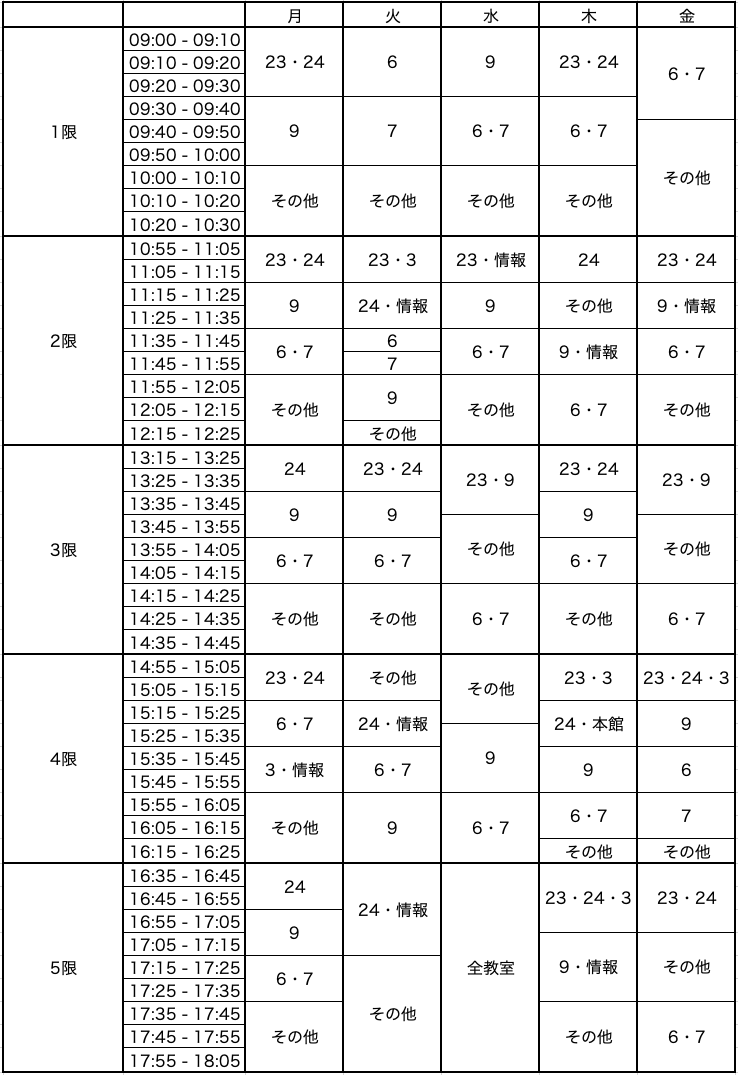 月 火 水 木 金
09:00 - 09:10
23・24 6 9 23・24
09:10 - 09:20
6・7
09:20 - 09:30
09:30 - 09:40
1限 9 7 6・7 6・7
09:40 - 09:50
09:50 - 10:00
その他
10:00 - 10:10
その他 その他 その他 その他
10:10 - 10:20
10:20 - 10:30
10:55 - 11:05
23・24 23・3 23・情報 24 23・24
11:05 - 11:15
11:15 - 11:25
9 24・情報 9 その他 9・情報
11:25 - 11:35
2限
11:35 - 11:45 6
6・7 6・7 9・情報 6・7
11:45 - 11:55 7
11:55 - 12:05
9
12:05 - 12:15
その他 その他 6・7 その他
12:15 - 12:25 その他
13:15 - 13:25
24 23・24 23・24
13:25 - 13:35
23・9 23・9
13:35 - 13:45
9 9 9
13:45 - 13:55
3限
その他 その他
13:55 - 14:05
6・7 6・7 6・7
14:05 - 14:15
14:15 - 14:25
その他 その他 6・7 その他 6・7
14:25 - 14:35
14:35 - 14:45
14:55 - 15:05
23・24 その他 23・3 23・24・3
15:05 - 15:15
その他
15:15 - 15:25
6・7 24・情報 24・本館 9
15:25 - 15:35
4限
15:35 - 15:45
9
3・情報 6・7 9 6
15:45 - 15:55
15:55 - 16:05
6・7 7
16:05 - 16:15
その他 9 6・7
16:15 - 16:25 その他 その他
16:35 - 16:45
24
16:45 - 16:55
23・24・3 23・24
24・情報
16:55 - 17:05
9
17:05 - 17:15
5限 全教室 9・情報 その他
17:15 - 17:25
6・7
17:25 - 17:35
その他
17:35 - 17:45
その他 その他 6・7
17:45 - 17:55
17:55 - 18:05